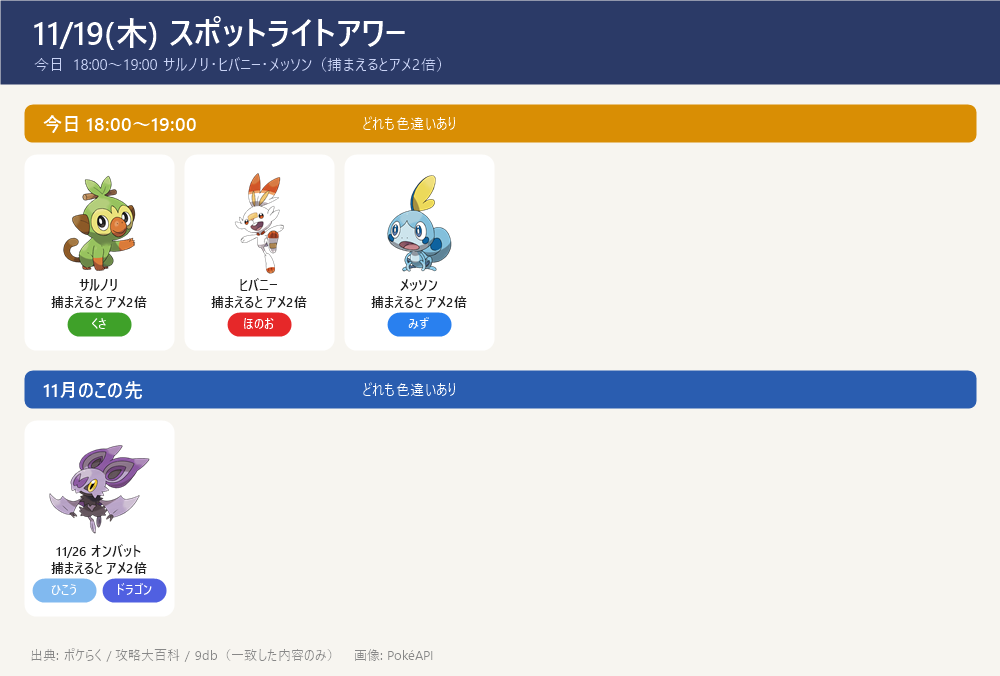 11/19(木) スポットライトアワー
今日 18:00～19:00 サルノリ・ヒバニー・メッソン（捕まえるとアメ2倍）
今日 18:00～19:00 どれも色違いあり
サルノリ
捕まえるとアメ2倍
くさ
ヒバニー
捕まえるとアメ2倍
ほのお
メッソン
捕まえるとアメ2倍
みず
11月のこの先 どれも色違いあり
11/26 オンバット
捕まえるとアメ2倍
ひこう ドラゴン
出典: ポケらく / 攻略大百科 / 9db（一致した内容のみ） 画像: PokéAPI